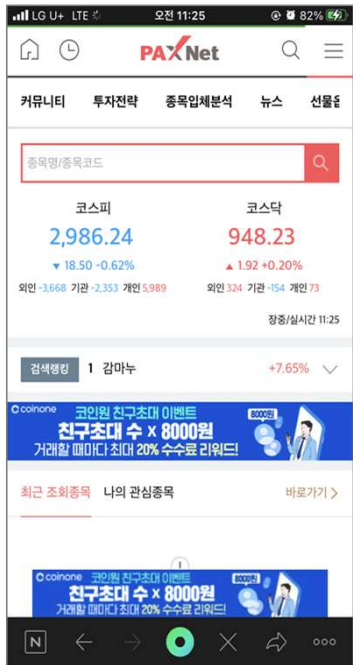 LG U+ LTE 오전 11:25 82%
PAXNet
커뮤니티 투자전략 종목입체분석 뉴스 선물옵
종목명/종목코드
코스피 코스닥
2,986.24 948.23
▼ 18.50 -0.62% ▲ 1.92 +0.20%
외인 -3,668 기관 -2,353 개인 5,989 외인 324 기관 -154 개인 73
장중/실시간 11:25
검색랭킹 1 감마누 +7.65%
coinone 코인원 친구초대 이벤트
친구초대 수 x 8000원
거래할 때마다 최대 20% 수수료 리워드!
8000원
최근 조회종목 나의 관심종목 바로가기 >
coinone 코인원 친구초대 이벤트
친구초대 수 x 8000원
거래할 때마다 최대 20% 수수료 리워드!
8000원
N